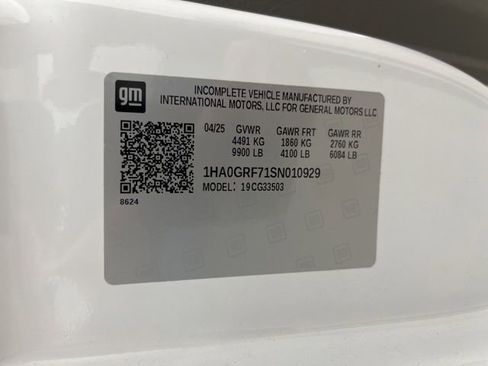 gm
INCOMPLETE VEHICLE MANUFACTURED BY
INTERNATIONAL MOTORS, LLC FOR GENERAL MOTORS LLC
04/25 GVWR GAWR FRT GAWR RR
4491 KG 1860 KG 2760 KG
9900 LB 4100 LB 6084 LB
1HA0GRF71SN010929
MODEL: 19CG33503
8624